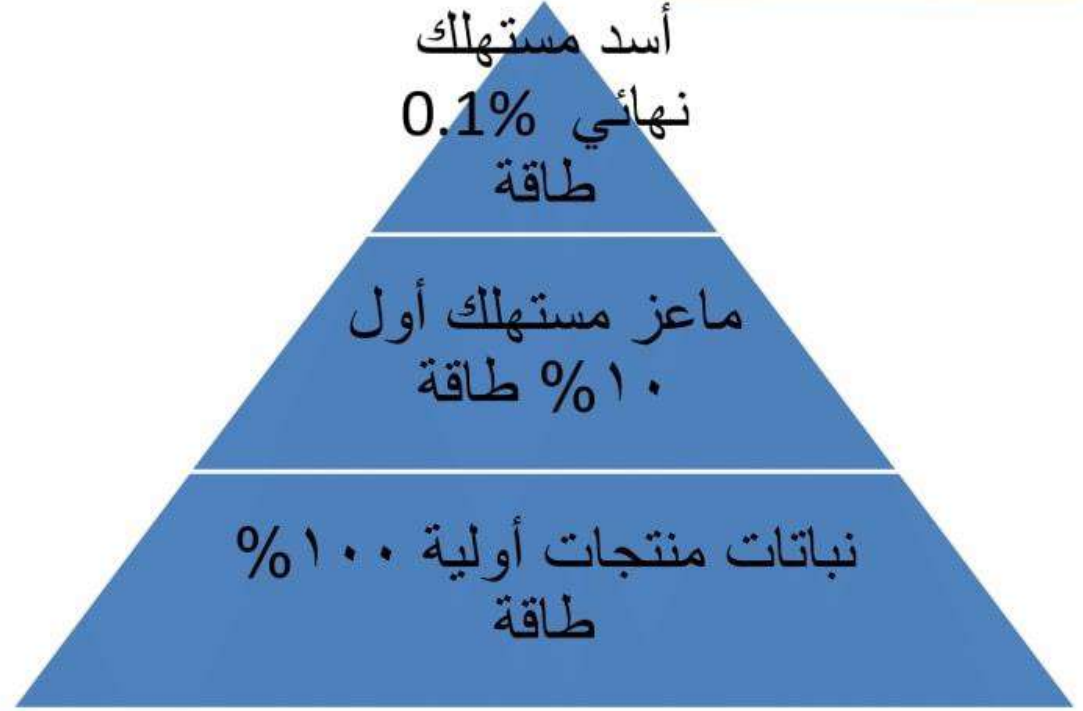 أسد مستهلك
نهائي 0.1%
طاقة
ماعز مستهلك أول
١٠% طاقة
نباتات منتجات أولية ١٠٠%
طاقة